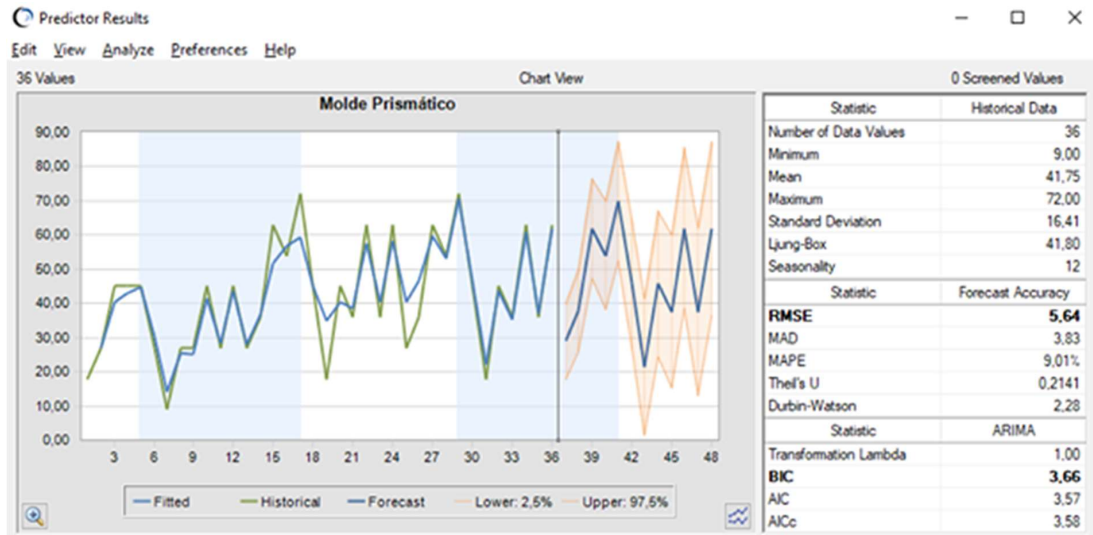 Predictor Results
Edit View Analyze Preferences Help
36 Values Chart View 0 Screened Values
Molde Prismático
90,00
80,00
70,00
60,00
50,00
40,00
30,00
20,00
10,00
0,00
3 6 9 12 15 18 21 24 27 30 33 36 39 42 45 48
Fitted Historical Forecast Lower: 2,5% Upper: 97,5%
Statistic Historical Data
Number of Data Values 36
Minimum 9,00
Mean 41,75
Maximum 72,00
Standard Deviation 16,41
Ljung-Box 41,80
Seasonality 12
Statistic Forecast Accuracy
RMSE 5,64
MAD 3,83
MAPE 9,01%
Theil's U 0,2141
Durbin-Watson 2,28
Statistic ARIMA
Transformation Lambda 1,00
BIC 3,66
AIC 3,57
AICc 3,58